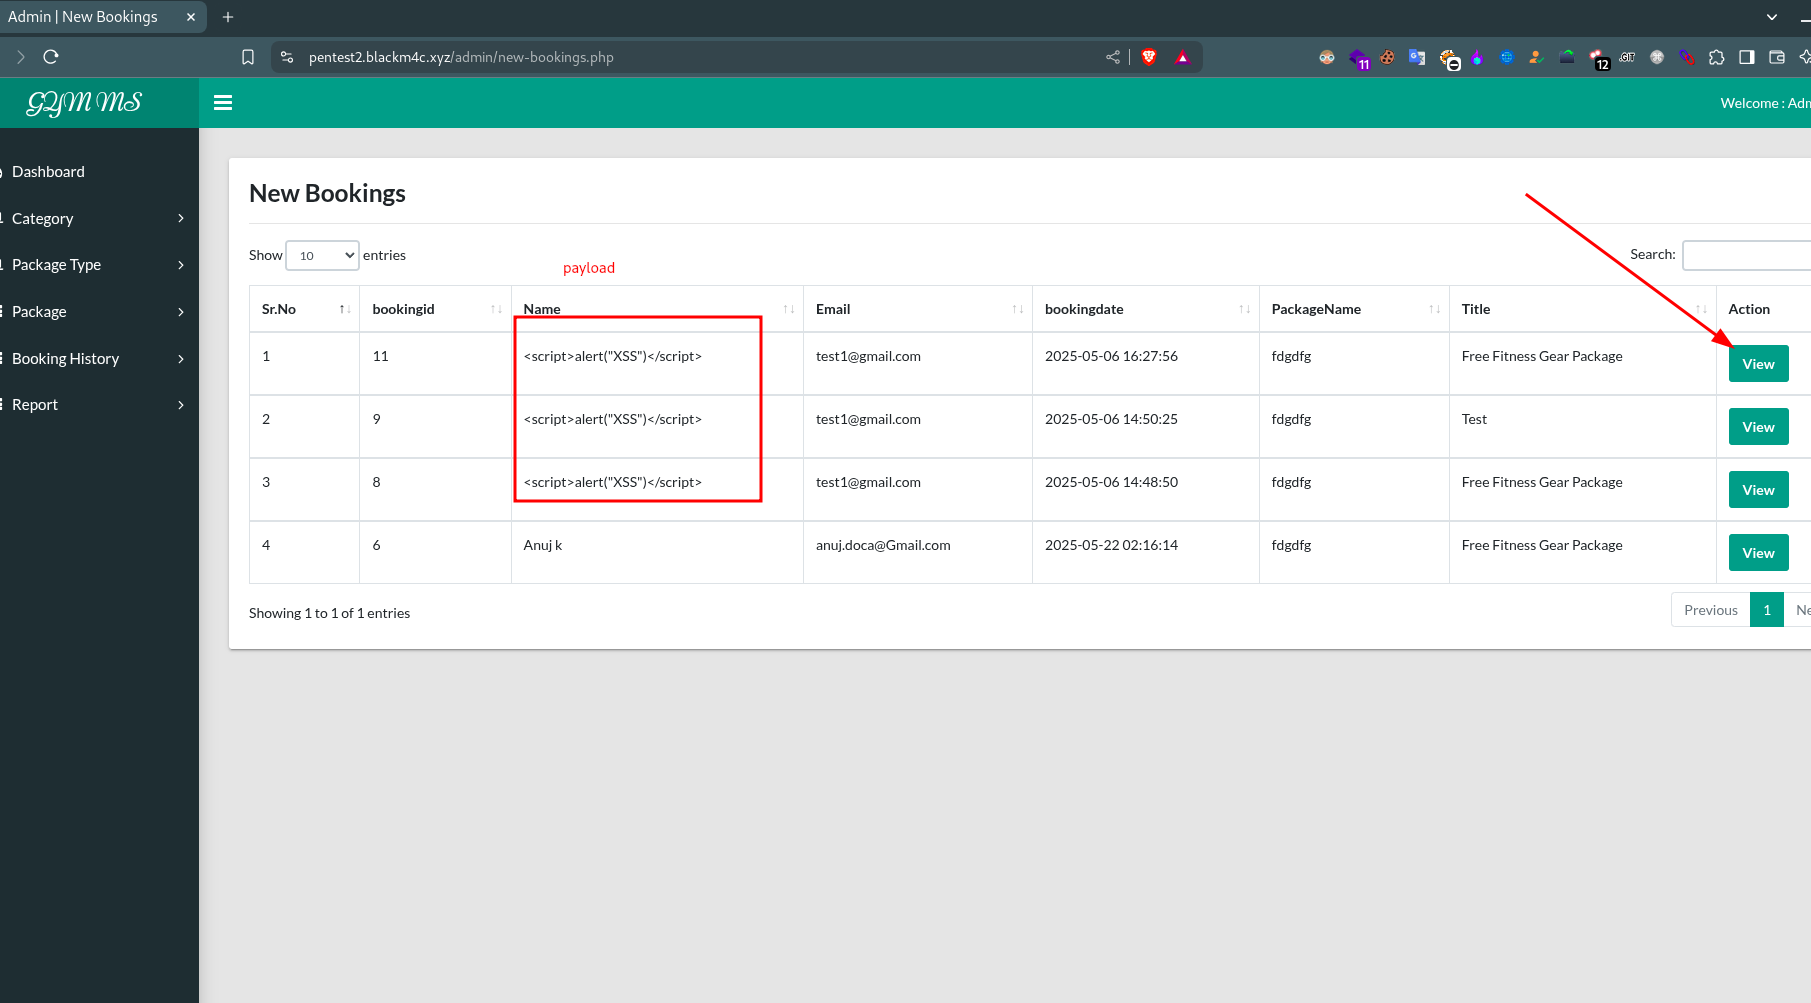 Admin | New Bookings
pentest2.blackm4c.xyz/admin/new-bookings.php
11
12
.GIT
GYM MS
Welcome : Adm
Dashboard
Category
Package Type
Package
Booking History
Report
New Bookings
Show 10 entries
Search:
payload
Sr.No bookingid Name Email bookingdate PackageName Title Action
1 11 <script>alert("XSS")</script> test1@gmail.com 2025-05-06 16:27:56 fdgdfg Free Fitness Gear Package View
2 9 <script>alert("XSS")</script> test1@gmail.com 2025-05-06 14:50:25 fdgdfg Test View
3 8 <script>alert("XSS")</script> test1@gmail.com 2025-05-06 14:48:50 fdgdfg Free Fitness Gear Package View
4 6 Anuj k anuj.doca@Gmail.com 2025-05-22 02:16:14 fdgdfg Free Fitness Gear Package View
Showing 1 to 1 of 1 entries
Previous 1 Ne